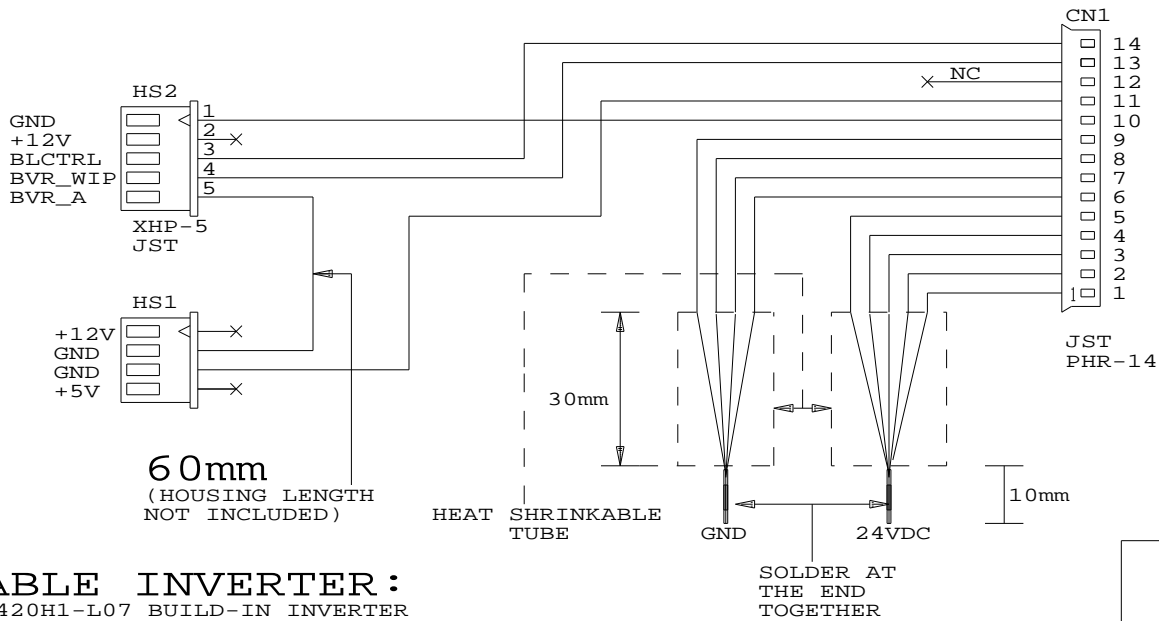 CN1
14
13
NC
12
11
10
9
8
7
6
5
4
3
2
1
1
JST
PHR-14
HS2
1
2
3
4
5
GND
+12V
BLCTRL
BVR_WIP
BVR_A
XHP-5
JST
HS1
+12V
GND
GND
+5V
60mm
(HOUSING LENGTH
NOT INCLUDED)
30mm
10mm
HEAT SHRINKABLE
TUBE
GND
24VDC
SOLDER AT
THE END
TOGETHER
ABLE INVERTER:
420H1-L07 BUILD-IN INVERTER